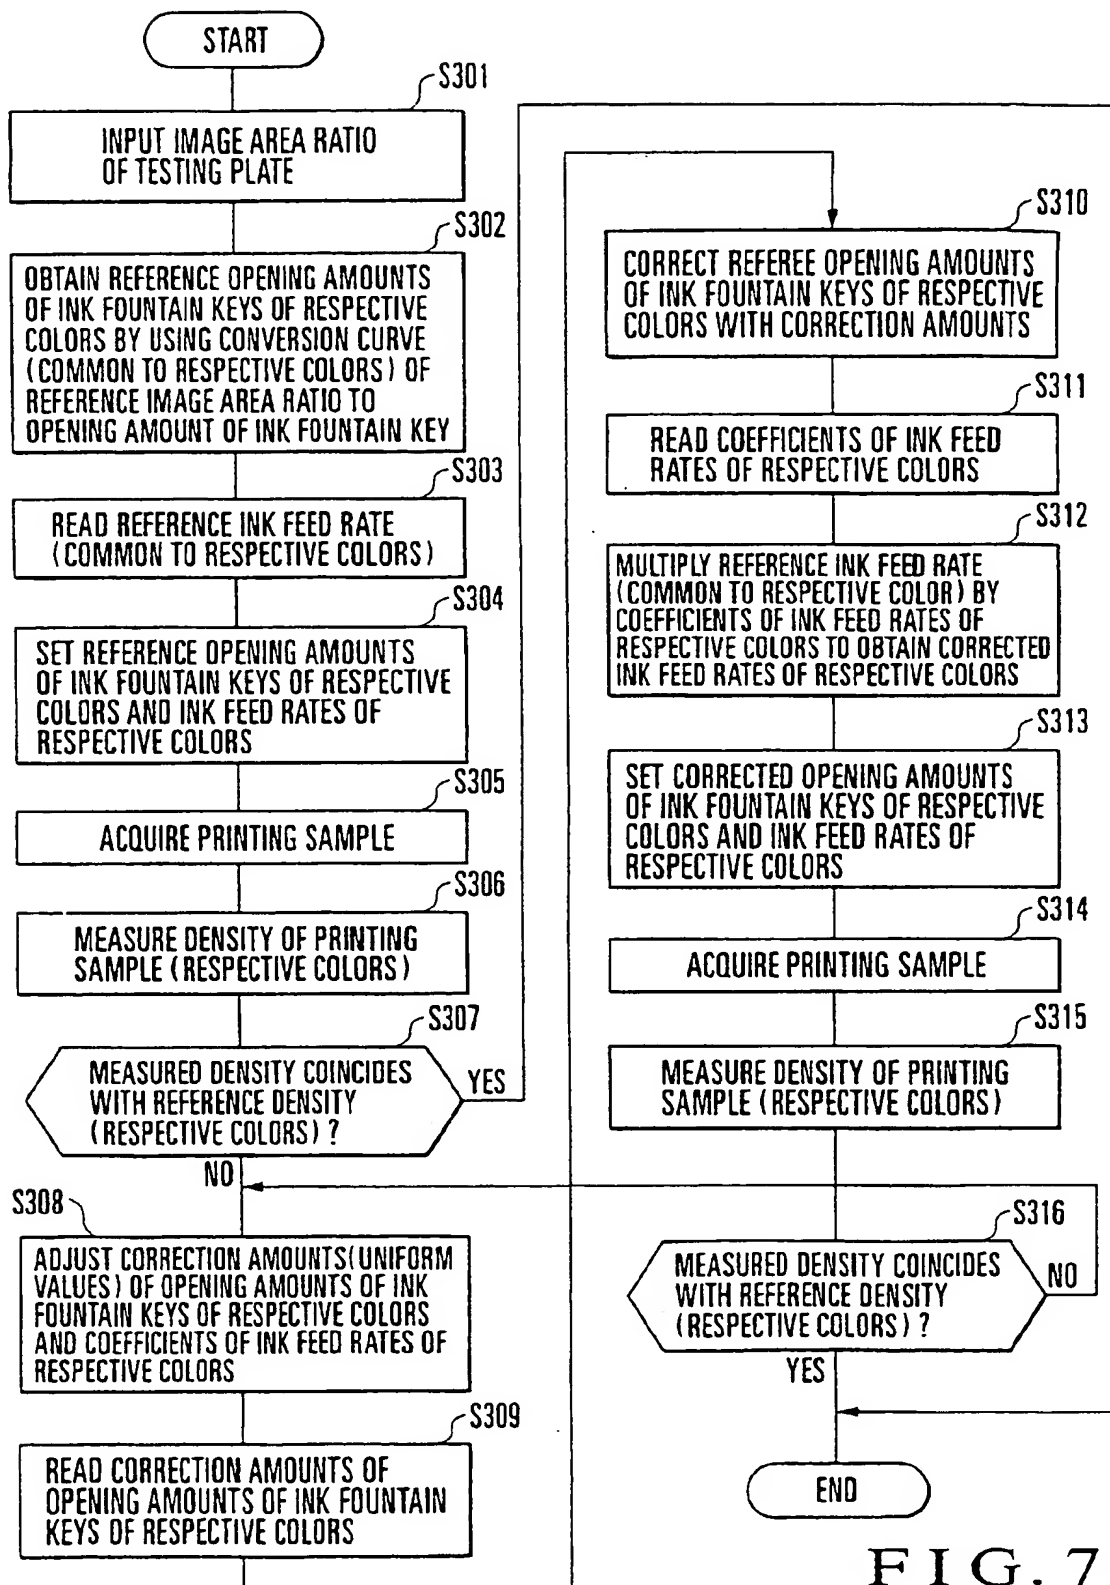 START
S301
INPUT IMAGE AREA RATIO
OF TESTING PLATE
S302
OBTAIN REFERENCE OPENING AMOUNTS
OF INK FOUNTAIN KEYS OF RESPECTIVE
COLORS BY USING CONVERSION CURVE
(COMMON TO RESPECTIVE COLORS) OF
REFERENCE IMAGE AREA RATIO TO
OPENING AMOUNT OF INK FOUNTAIN KEY
S303
READ REFERENCE INK FEED RATE
(COMMON TO RESPECTIVE COLORS)
S304
SET REFERENCE OPENING AMOUNTS
OF INK FOUNTAIN KEYS OF RESPECTIVE
COLORS AND INK FEED RATES OF
RESPECTIVE COLORS
S305
ACQUIRE PRINTING SAMPLE
S306
MEASURE DENSITY OF PRINTING
SAMPLE (RESPECTIVE COLORS)
S307
MEASURED DENSITY COINCIDES
WITH REFERENCE DENSITY
(RESPECTIVE COLORS) ?
YES
NO
S308
ADJUST CORRECTION AMOUNTS(UNIFORM
VALUES) OF OPENING AMOUNTS OF INK
FOUNTAIN KEYS OF RESPECTIVE COLORS
AND COEFFICIENTS OF INK FEED RATES OF
RESPECTIVE COLORS
S309
READ CORRECTION AMOUNTS OF
OPENING AMOUNTS OF INK FOUNTAIN
KEYS OF RESPECTIVE COLORS
S310
CORRECT REFEREE OPENING AMOUNTS
OF INK FOUNTAIN KEYS OF RESPECTIVE
COLORS WITH CORRECTION AMOUNTS
S311
READ COEFFICIENTS OF INK FEED
RATES OF RESPECTIVE COLORS
S312
MULTIPLY REFERENCE INK FEED RATE
(COMMON TO RESPECTIVE COLOR) BY
COEFFICIENTS OF INK FEED RATES OF
RESPECTIVE COLORS TO OBTAIN CORRECTED
INK FEED RATES OF RESPECTIVE COLORS
S313
SET CORRECTED OPENING AMOUNTS
OF INK FOUNTAIN KEYS OF RESPECTIVE
COLORS AND INK FEED RATES OF
RESPECTIVE COLORS
S314
ACQUIRE PRINTING SAMPLE
S315
MEASURE DENSITY OF PRINTING
SAMPLE (RESPECTIVE COLORS)
S316
MEASURED DENSITY COINCIDES
WITH REFERENCE DENSITY
(RESPECTIVE COLORS) ?
NO
YES
END
FIG. 7